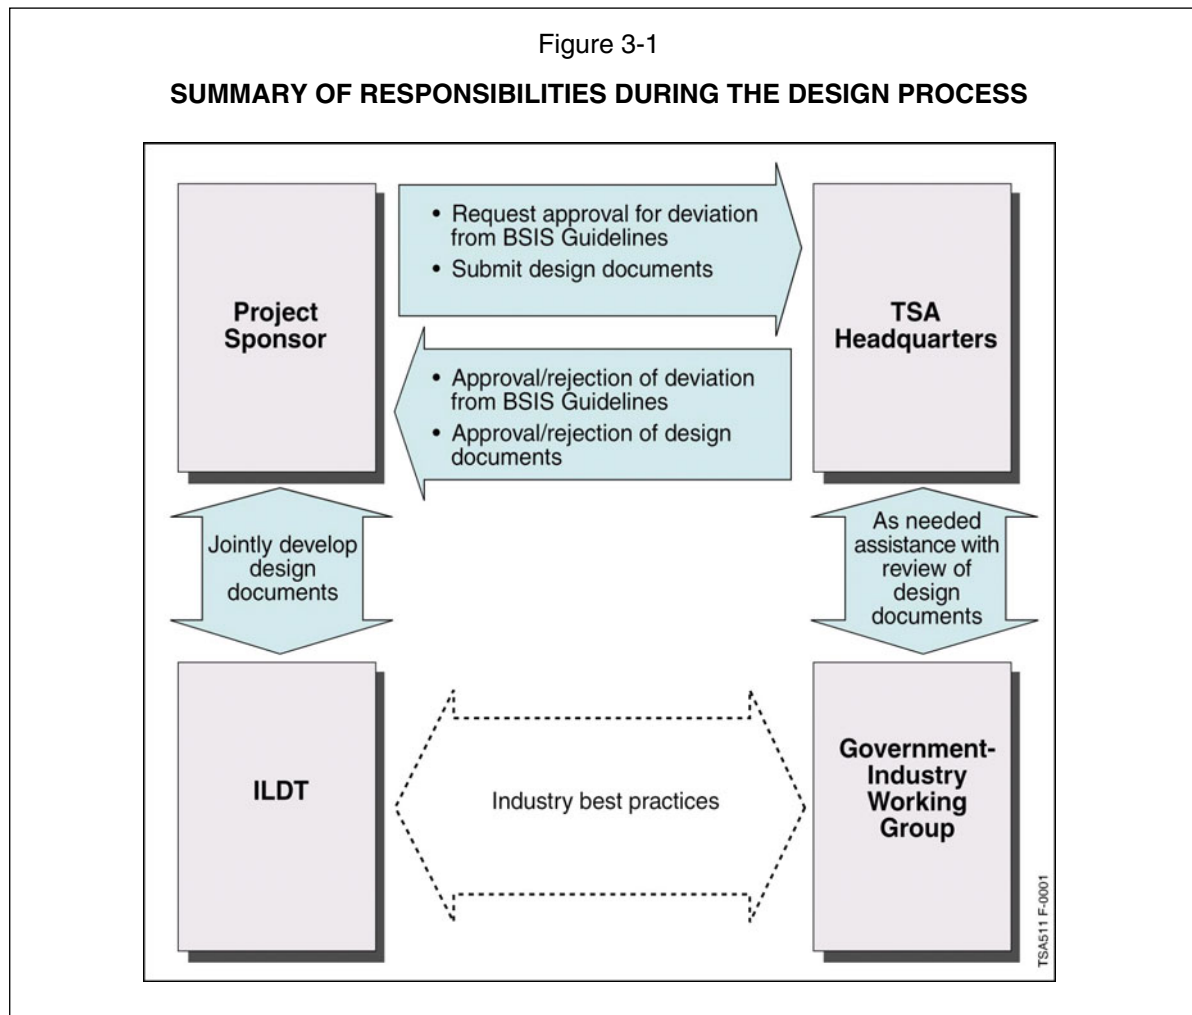 Figure 3-1
SUMMARY OF RESPONSIBILITIES DURING THE DESIGN PROCESS
Project
Sponsor
• Request approval for deviation
from BSIS Guidelines
• Submit design documents
TSA
Headquarters
• Approval/rejection of deviation
from BSIS Guidelines
• Approval/rejection of design
documents
Jointly develop
design
documents
As needed
assistance with
review of
design
documents
ILDT
Industry best practices
Government-
Industry
Working
Group
TSA511 F-0001